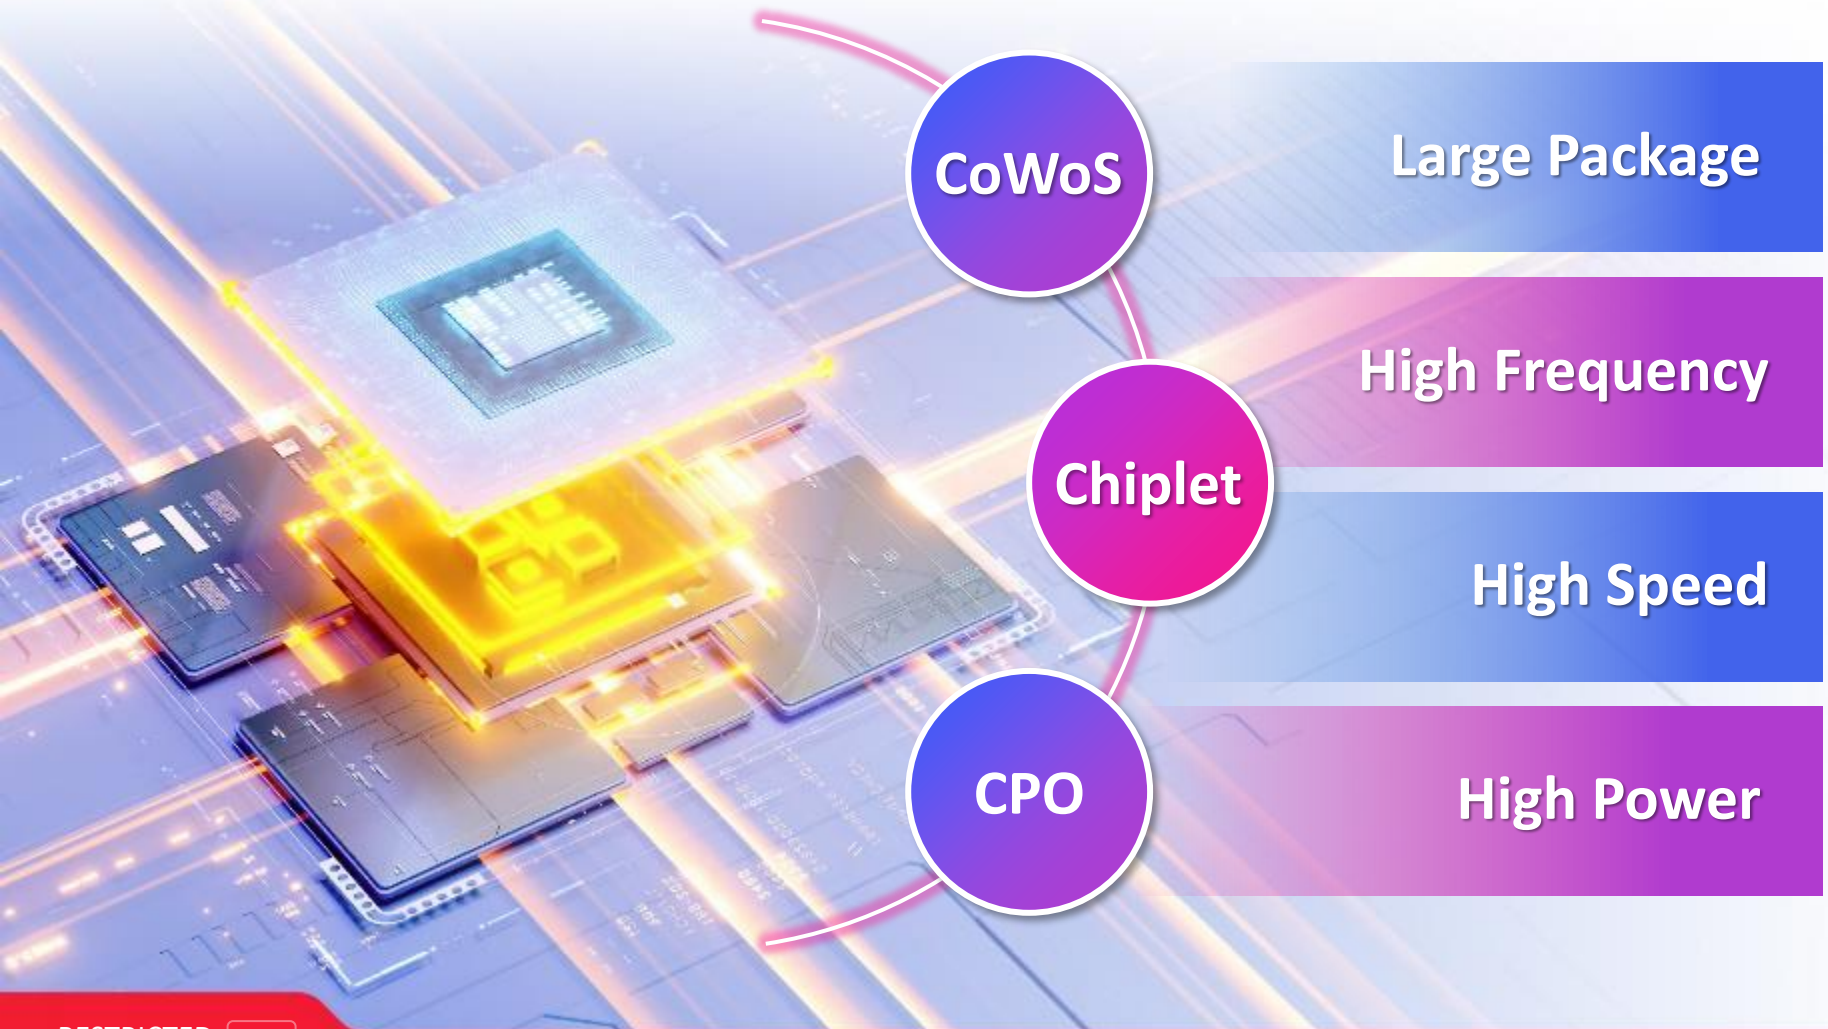 CoWoS
Large Package
High Frequency
Chiplet
High Speed
CPO
High Power